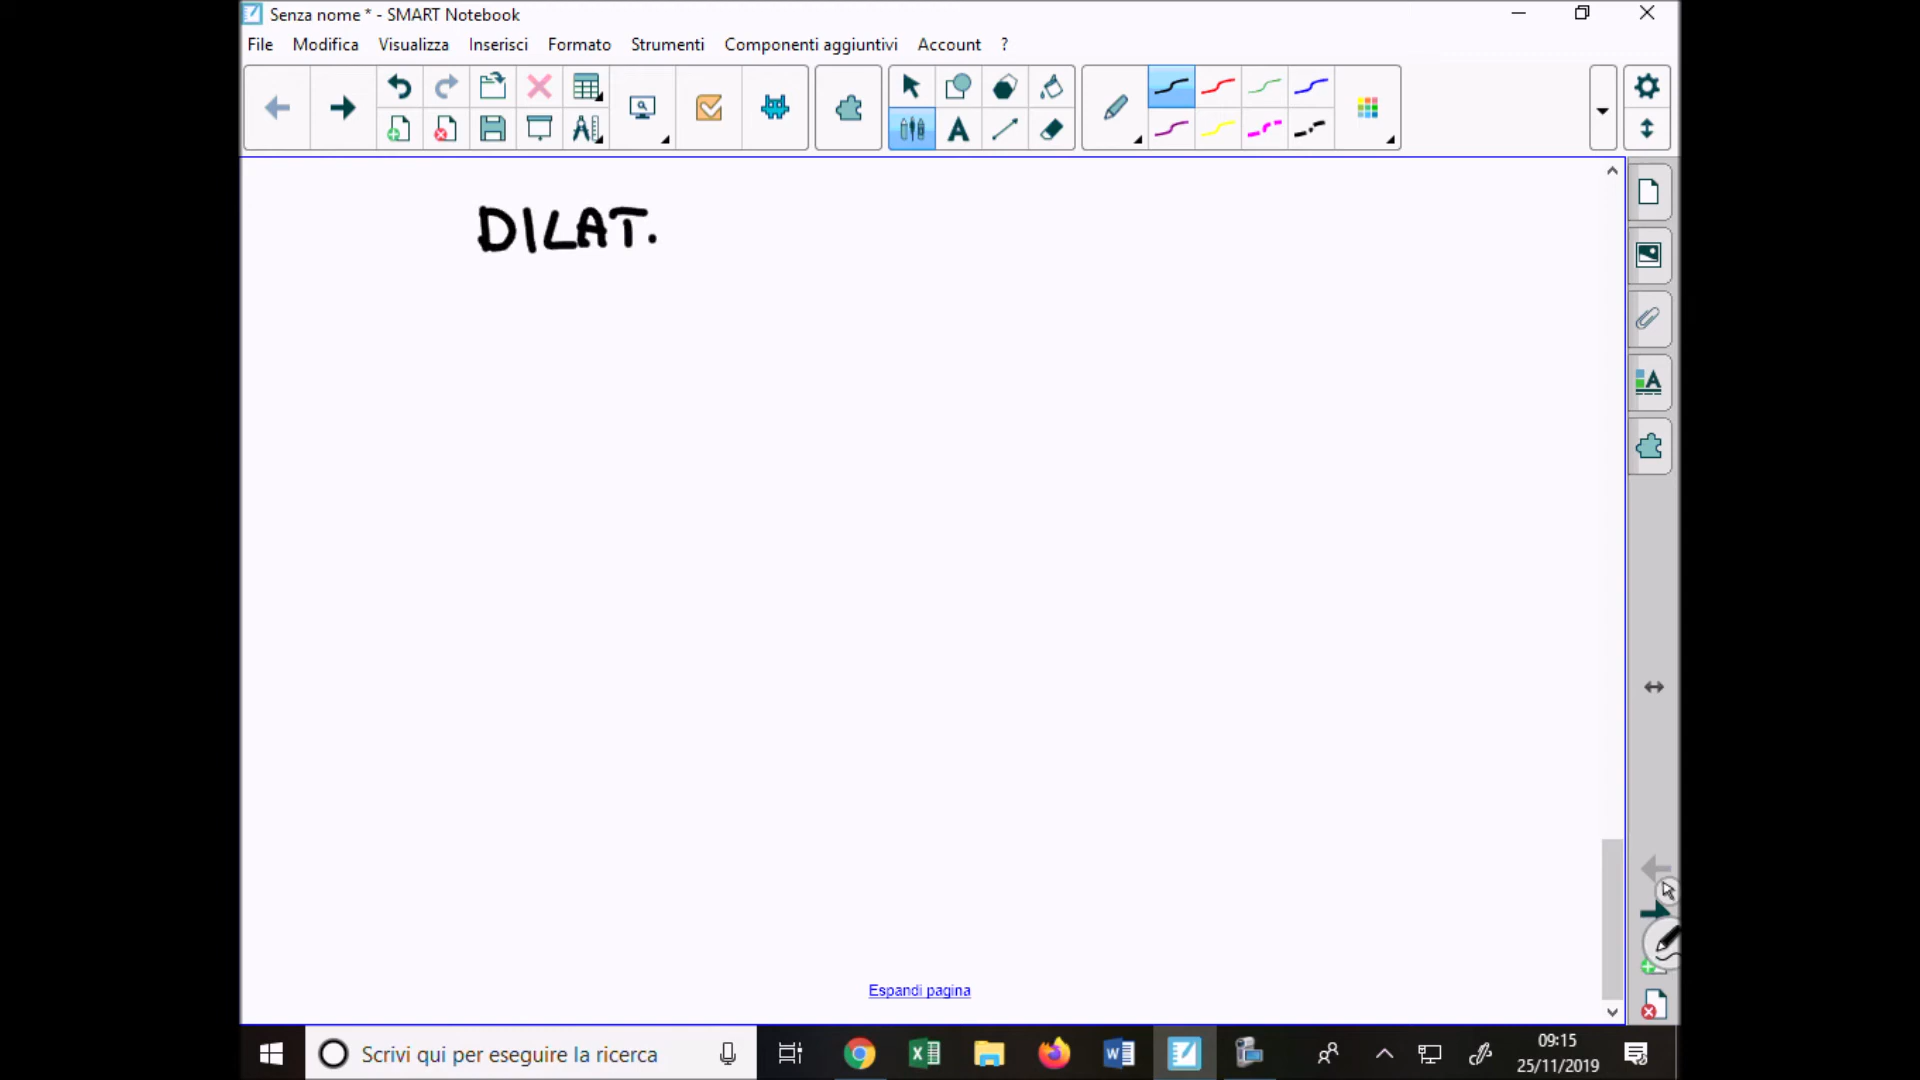 Senza nome * - SMART Notebook
File Modifica Visualizza Inserisci Formato Strumenti Componenti aggiuntivi Account ?
DILAT.
Espandi pagina
Scrivi qui per eseguire la ricerca
09:15
25/11/2019